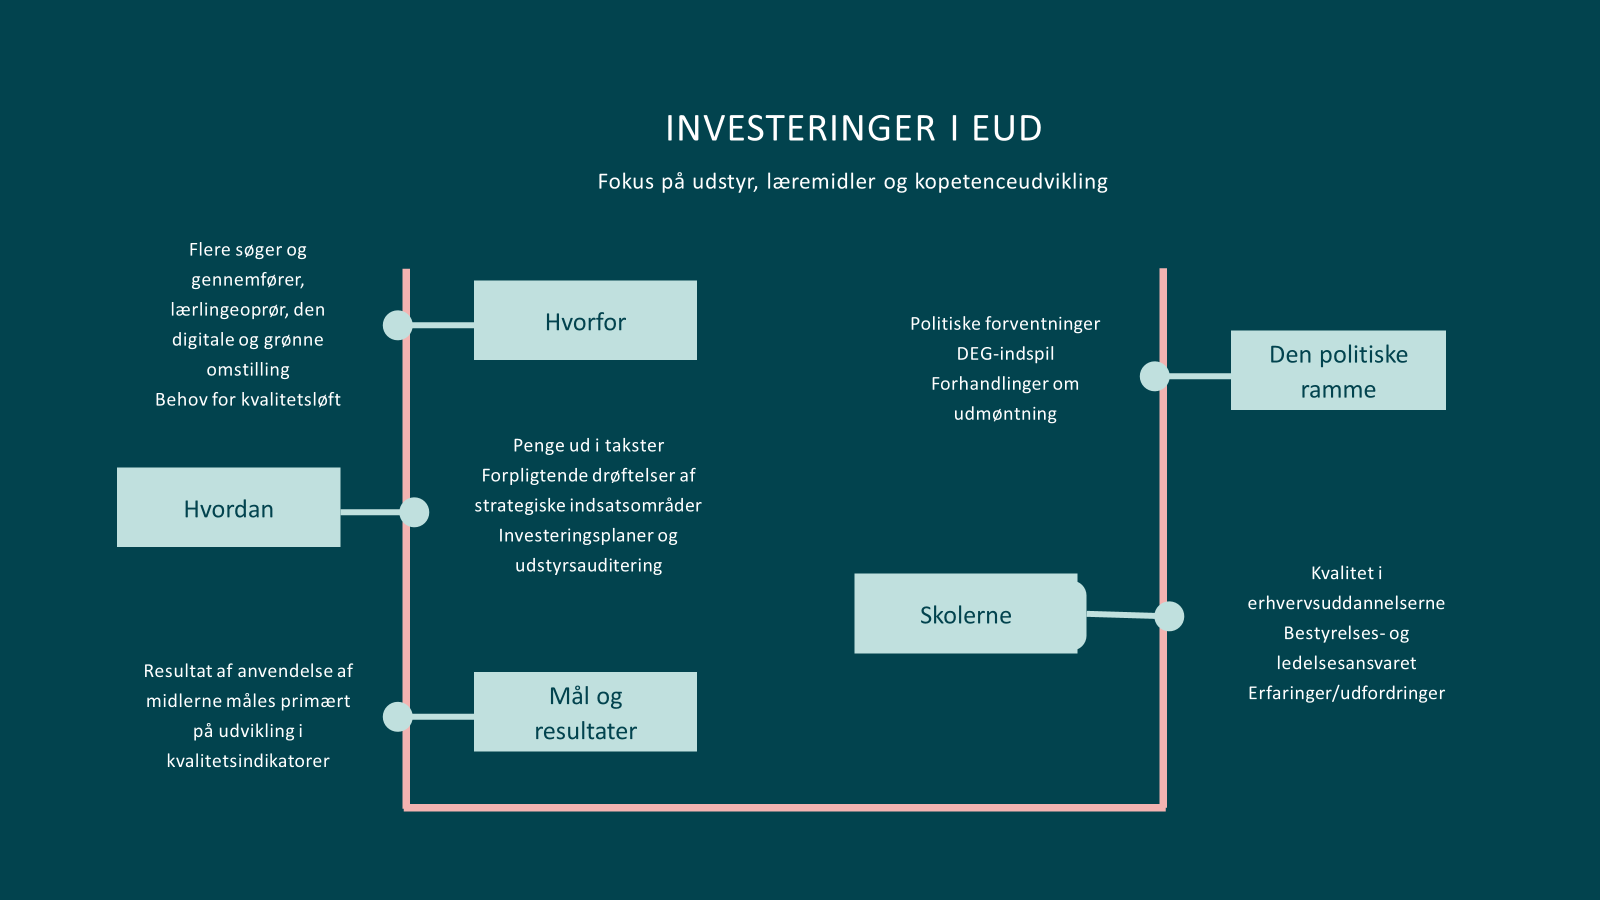 INVESTERINGER I EUD
Fokus på udstyr, læremidler og kopetenceudvikling
Flere søger og
gennemfører,
lærlingeoprør, den
digitale og grønne
omstilling
Behov for kvalitetsløft
Hvorfor
Hvordan
Penge ud i takster
Forpligtende drøftelser af
strategiske indsatsområder
Investeringsplaner og
udstyrsauditering
Resultat af anvendelse af
midlerne måles primært
på udvikling i
kvalitetsindikatorer
Mål og
resultater
Politiske forventninger
DEG-indspil
Forhandlinger om
udmøntning
Den politiske
ramme
Skolerne
Kvalitet i
erhvervsuddannelserne
Bestyrelses- og
ledelsesansvaret
Erfaringer/udfordringer